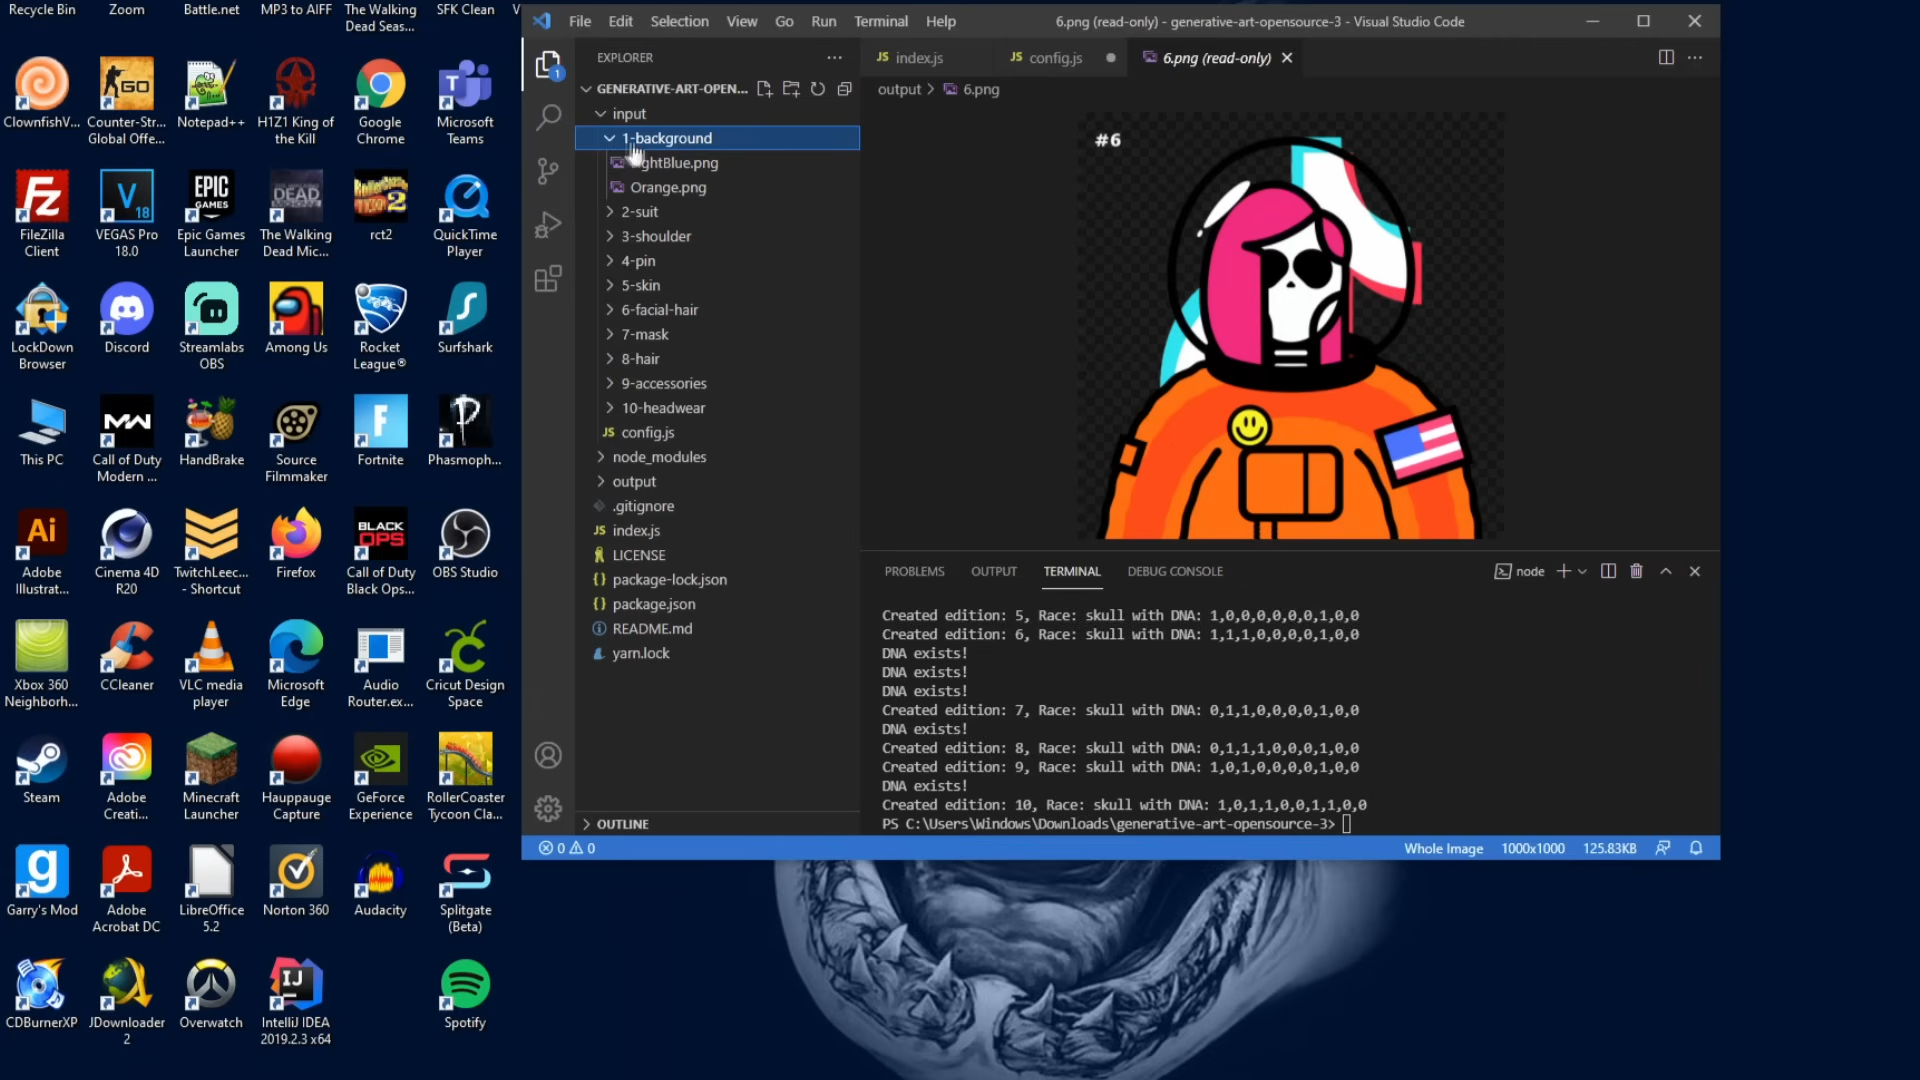 Recycle Bin
Zoom
Battle.net
MP3 to AIFF
The Walking
Dead Seas...
SFK Clean
V
ClownfishV...
Counter-Str...
Global Offe...
Notepad++
H1Z1 King of
the Kill
Google
Chrome
Microsoft
Teams
FileZilla
Client
VEGAS Pro
18.0
Epic Games
Launcher
The Walking
Dead Mic...
rct2
QuickTime
Player
LockDown
Browser
Discord
Streamlabs
OBS
Among Us
Rocket
League®
Surfshark
This PC
Call of Duty
Modern ...
HandBrake
Source
Filmmaker
Fortnite
Phasmoph...
Adobe
Illustrat...
Cinema 4D
R20
TwitchLeec...
- Shortcut
Firefox
Call of Duty
Black Ops...
OBS Studio
Xbox 360
Neighborh...
CCleaner
VLC media
player
Microsoft
Edge
Audio
Router.ex...
Cricut Design
Space
Steam
Adobe
Creati...
Minecraft
Launcher
Hauppauge
Capture
GeForce
Experience
RollerCoaster
Tycoon Cla...
Garry's Mod
Adobe
Acrobat DC
LibreOffice
5.2
Norton 360
Audacity
Splitgate
(Beta)
CDBurnerXP
JDownloader
2
Overwatch
IntelliJ IDEA
2019.2.3 x64
Spotify
File Edit Selection View Go Run Terminal Help
6.png (read-only) - generative-art-opensource-3 - Visual Studio Code
EXPLORER
GENERATIVE-ART-OPEN...
input
1-background
ghtBlue.png
Orange.png
2-suit
3-shoulder
4-pin
5-skin
6-facial-hair
7-mask
8-hair
9-accessories
10-headwear
JS config.js
node_modules
output
.gitignore
JS index.js
LICENSE
{} package-lock.json
{} package.json
README.md
yarn.lock
OUTLINE
JS index.js
JS config.js
6.png (read-only)
output > 6.png
#6
PROBLEMS OUTPUT TERMINAL DEBUG CONSOLE
node
Created edition: 5, Race: skull with DNA: 1,0,0,0,0,0,0,1,0,0
Created edition: 6, Race: skull with DNA: 1,1,1,0,0,0,0,1,0,0
DNA exists!
DNA exists!
DNA exists!
Created edition: 7, Race: skull with DNA: 0,1,1,0,0,0,0,1,0,0
DNA exists!
Created edition: 8, Race: skull with DNA: 0,1,1,1,0,0,0,1,0,0
Created edition: 9, Race: skull with DNA: 1,0,1,0,0,0,0,1,0,0
DNA exists!
Created edition: 10, Race: skull with DNA: 1,0,1,1,0,0,1,1,0,0
PS C:\Users\Windows\Downloads\generative-art-opensource-3>
0 0
Whole Image 1000x1000 125.83KB